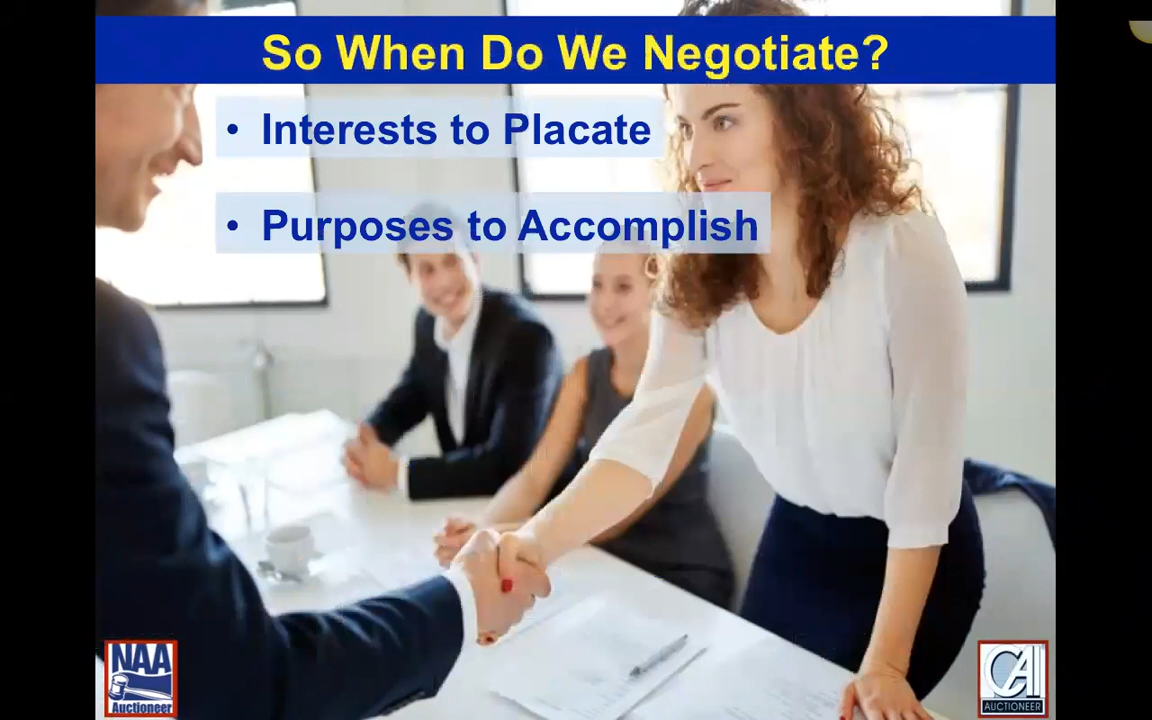 So When Do We Negotiate?
• Interests to Placate
• Purposes to Accomplish
NAA
Auctioneer
CAI
AUCTIONEER